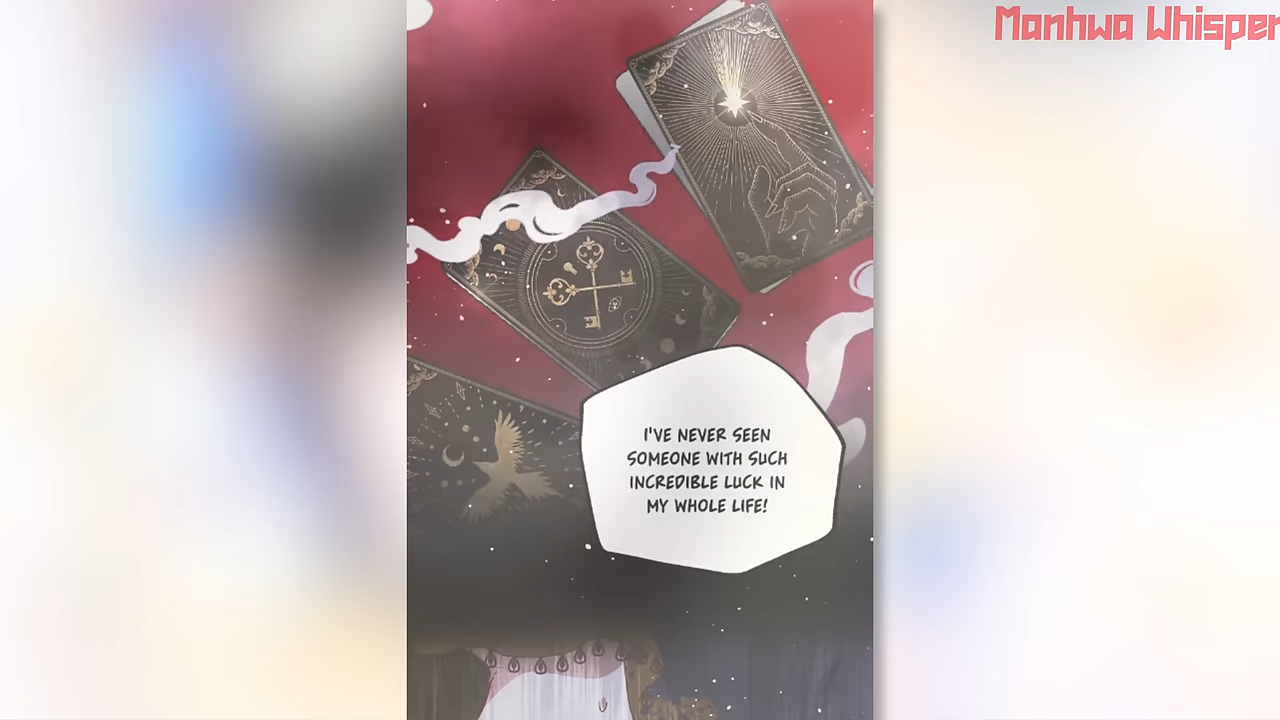 Manhwa Whisper
I'VE NEVER SEEN
SOMEONE WITH SUCH
INCREDIBLE LUCK IN
MY WHOLE LIFE!